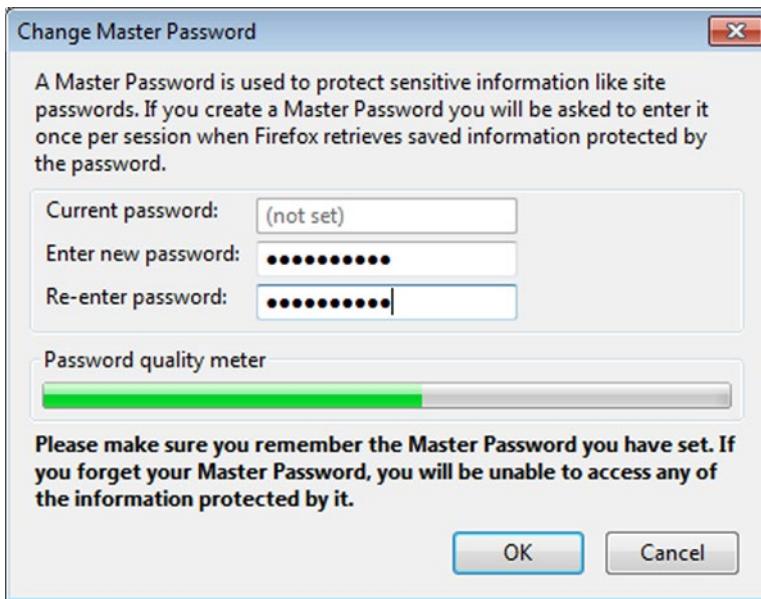 Change Master Password
A Master Password is used to protect sensitive information like site
passwords. If you create a Master Password you will be asked to enter it
once per session when Firefox retrieves saved information protected by
the password.
Current password: (not set)
Enter new password: ●●●●●●●●●●
Re-enter password: ●●●●●●●●●●
Password quality meter
Please make sure you remember the Master Password you have set. If
you forget your Master Password, you will be unable to access any of
the information protected by it.
OK Cancel